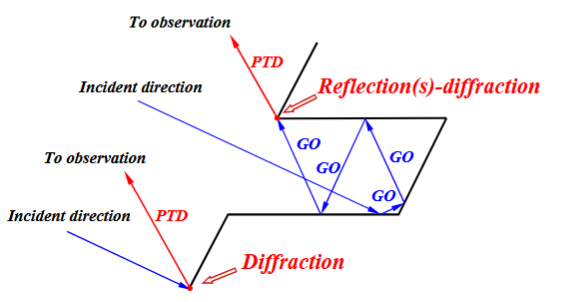 To observation
PTD
Incident direction
Reflection(s)-diffraction
GO
GO
GO
To observation
GO
Incident direction
PTD
Diffraction